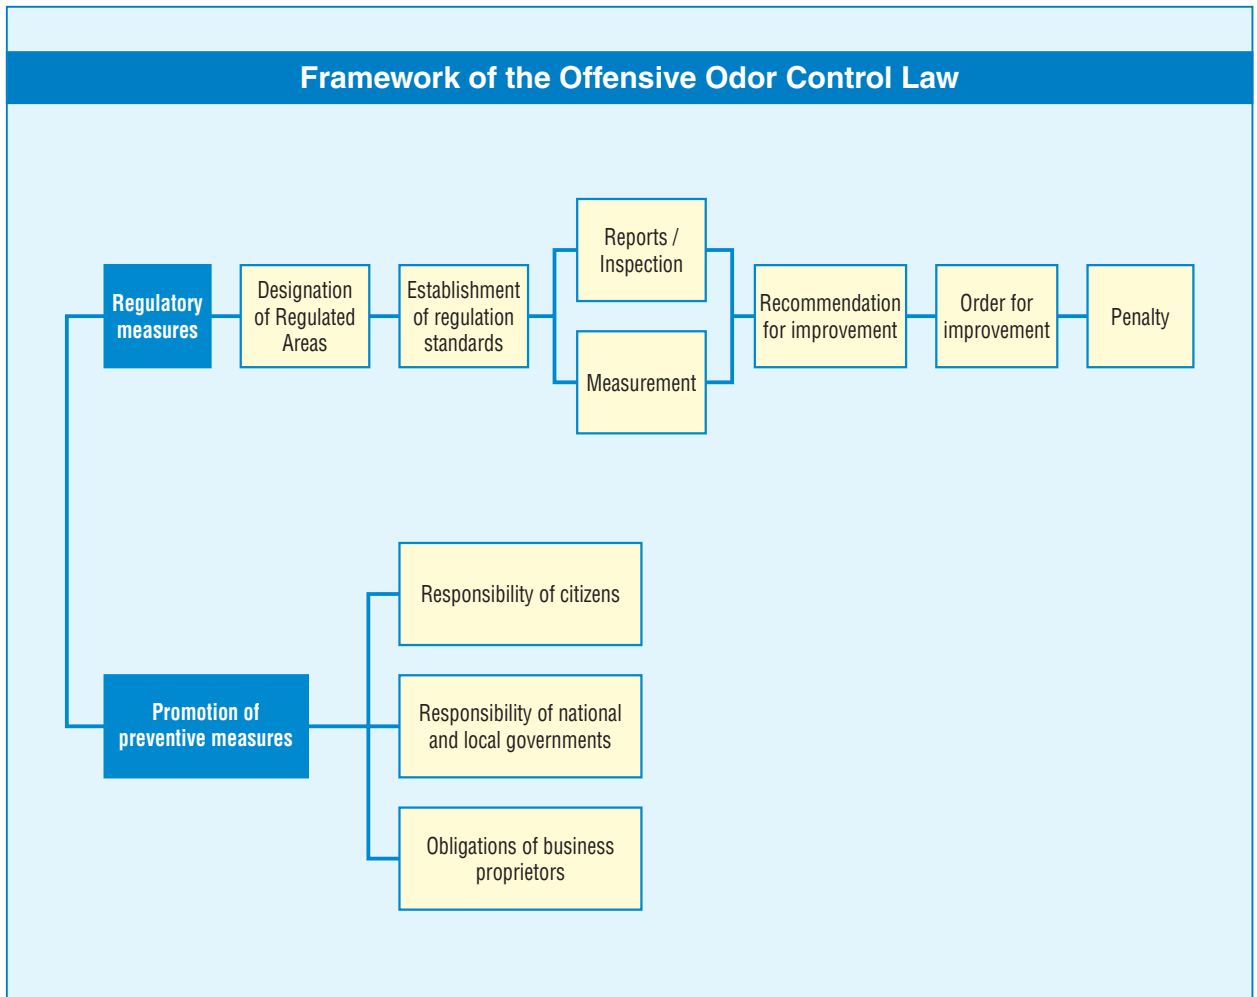 Framework of the Offensive Odor Control Law
Regulatory
measures
Designation
of Regulated
Areas
Establishment
of regulation
standards
Reports /
Inspection
Measurement
Recommendation
for improvement
Order for
improvement
Penalty
Promotion of
preventive measures
Responsibility of citizens
Responsibility of national
and local governments
Obligations of business
proprietors